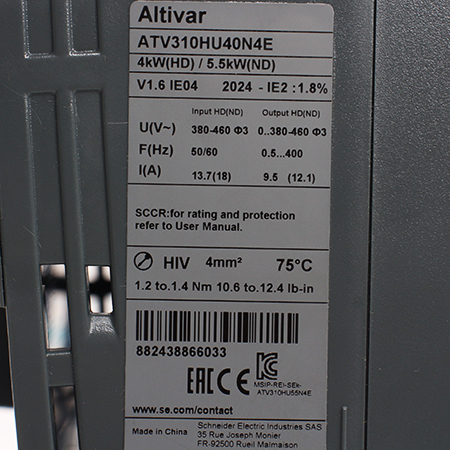 Altivar
ATV310HU40N4E
4kW(HD) / 5.5kW(ND)
V1.6 IE04 2024 - IE2 : 1.8%
Input HD(ND) Output HD(ND)
U(V~) 380-460 Φ3 0..380-460 Φ3
F(Hz) 50/60 0.5...400
I(A) 13.7(18) 9.5 (12.1)
SCCR:for rating and protection
refer to User Manual.
HIV 4mm² 75°C
1.2 to.1.4 Nm 10.6 to.12.4 lb-in
882438866033
EAC CE
MSIP-REI-SEk-
ATV310HU55N4E
www.se.com/contact
Made in China Schneider Electric Industries SAS
35 Rue Joseph Monier
FR-92500 Rueil Malmaison